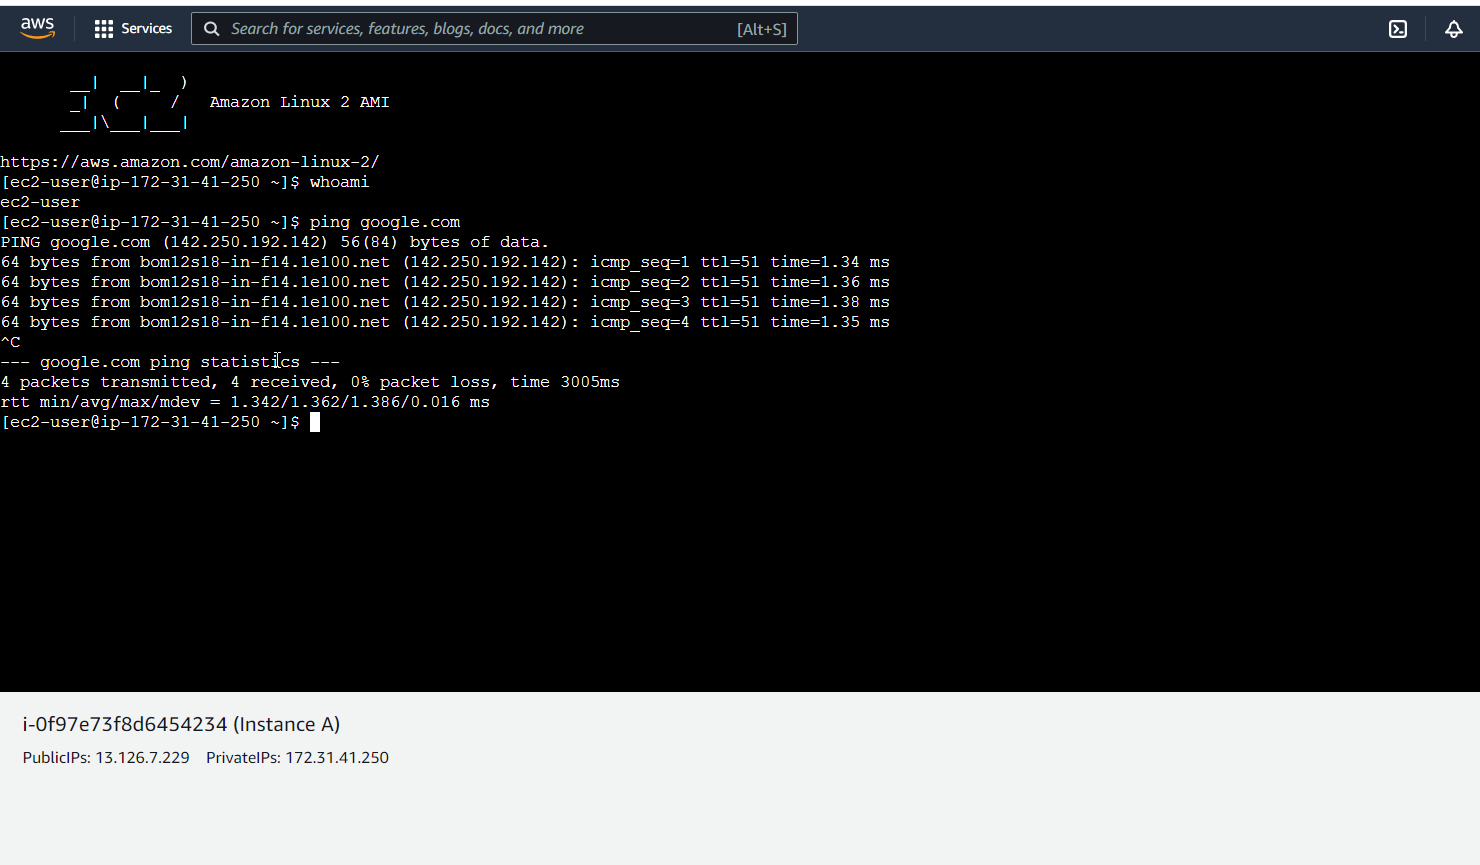 aws
Services
Search for services, features, blogs, docs, and more
[Alt+S]
__|  __|_  )
_|  (     /   Amazon Linux 2 AMI
___|\___|___|
https://aws.amazon.com/amazon-linux-2/
[ec2-user@ip-172-31-41-250 ~]$ whoami
ec2-user
[ec2-user@ip-172-31-41-250 ~]$ ping google.com
PING google.com (142.250.192.142) 56(84) bytes of data.
64 bytes from bom12s18-in-f14.1e100.net (142.250.192.142): icmp_seq=1 ttl=51 time=1.34 ms
64 bytes from bom12s18-in-f14.1e100.net (142.250.192.142): icmp_seq=2 ttl=51 time=1.36 ms
64 bytes from bom12s18-in-f14.1e100.net (142.250.192.142): icmp_seq=3 ttl=51 time=1.38 ms
64 bytes from bom12s18-in-f14.1e100.net (142.250.192.142): icmp_seq=4 ttl=51 time=1.35 ms
^C
--- google.com ping statistics ---
4 packets transmitted, 4 received, 0% packet loss, time 3005ms
rtt min/avg/max/mdev = 1.342/1.362/1.386/0.016 ms
[ec2-user@ip-172-31-41-250 ~]$
i-0f97e73f8d6454234 (Instance A)
PublicIPs: 13.126.7.229 PrivateIPs: 172.31.41.250